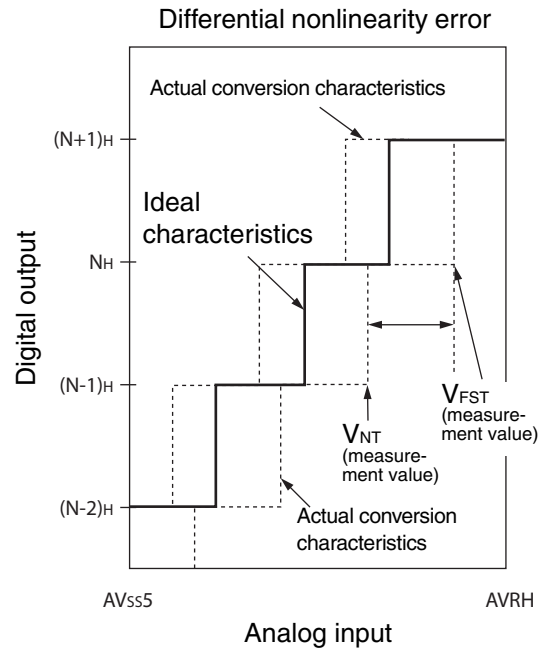 Differential nonlinearity error
Actual conversion characteristics
(N+1)H
Ideal
characteristics
NH
Digital output
(N-1)H
VFST
(measure-
ment value)
VNT
(measure-
ment value)
(N-2)H
Actual conversion
characteristics
AVss5
AVRH
Analog input